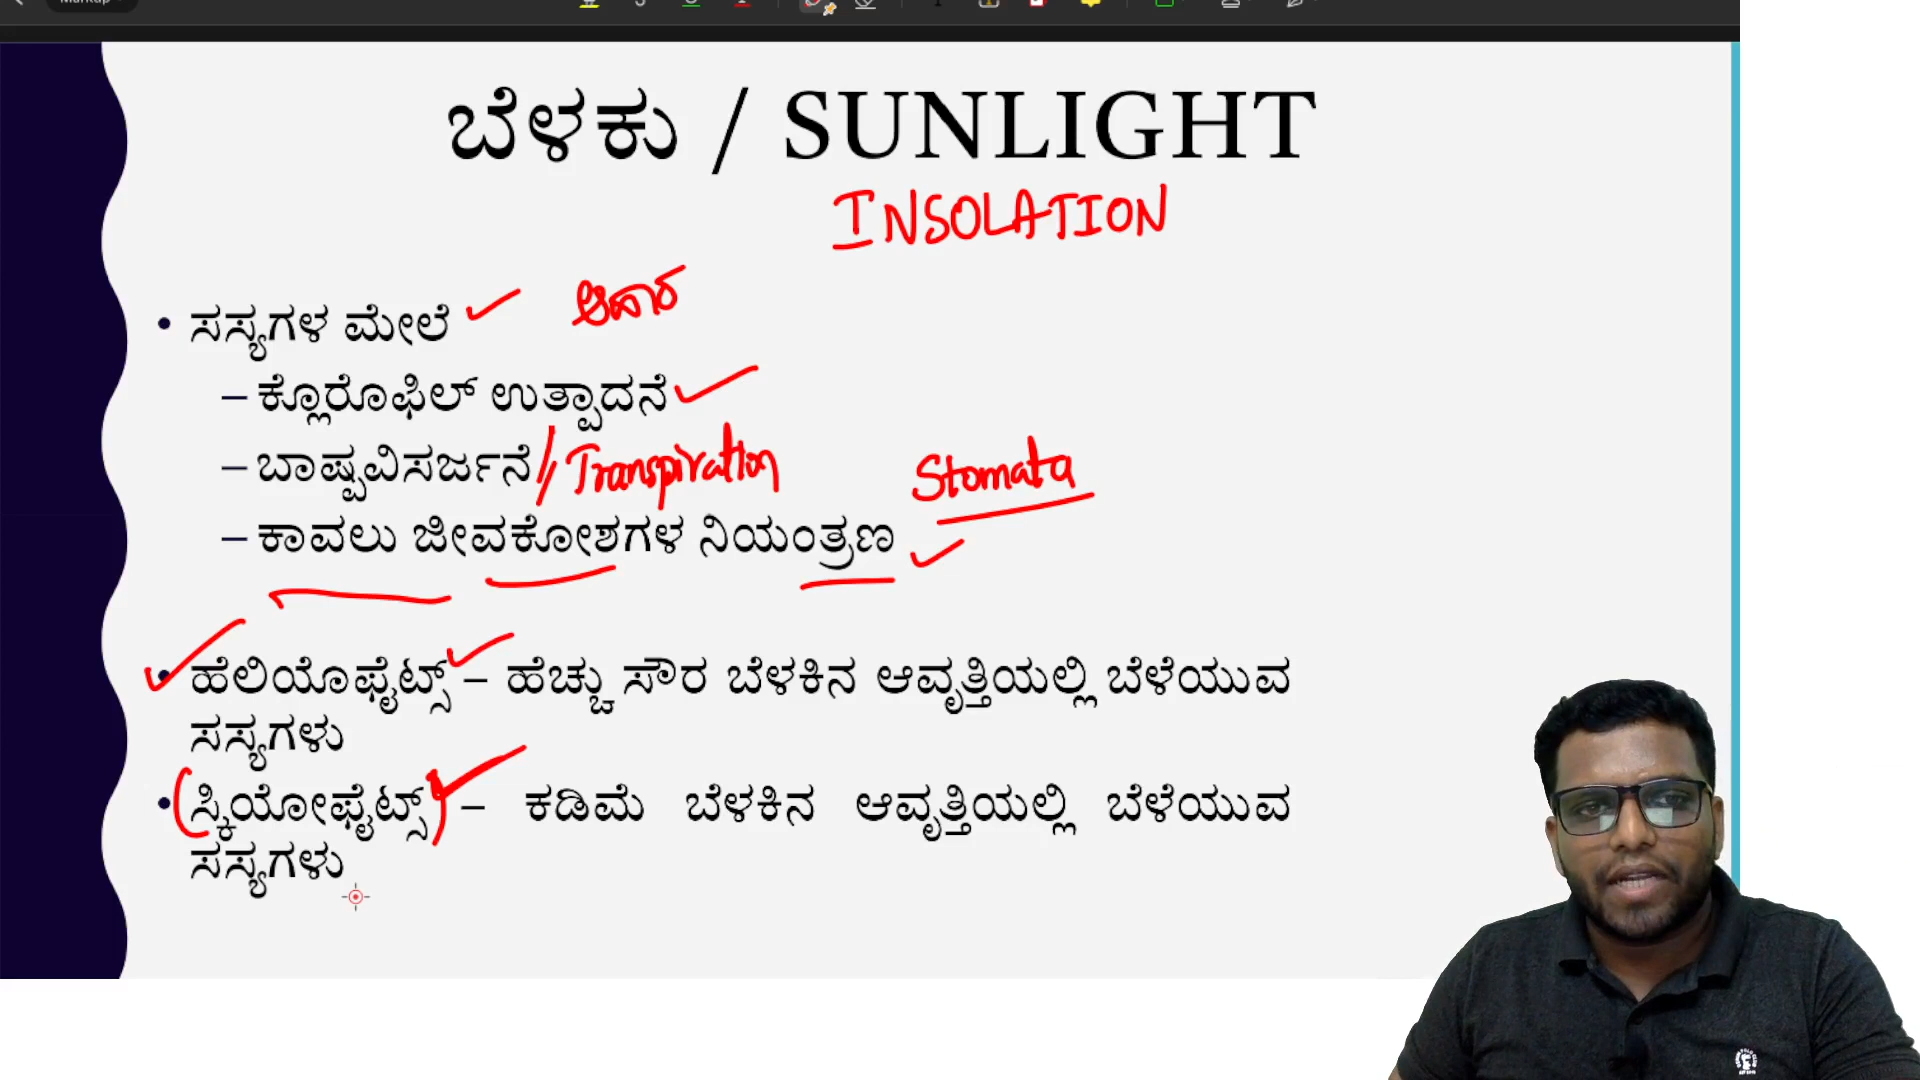 ಬೆಳಕು / SUNLIGHT
INSOLATION
• ಸಸ್ಯಗಳ ಮೇಲೆ ಆಹಾರ
– ಕ್ಲೊರೊಫಿಲ್ ಉತ್ಪಾದನೆ
– ಬಾಷ್ಪವಿಸರ್ಜನೆ // Transpiration Stomata
– ಕಾವಲು ಜೀವಕೋಶಗಳ ನಿಯಂತ್ರಣ
• ಹೆಲಿಯೊಫೈಟ್ಸ್ – ಹೆಚ್ಚು ಸೌರ ಬೆಳಕಿನ ಆವೃತ್ತಿಯಲ್ಲಿ ಬೆಳೆಯುವ
ಸಸ್ಯಗಳು
• (ಸ್ಕಿಯೋಫೈಟ್ಸ್) – ಕಡಿಮೆ ಬೆಳಕಿನ ಆವೃತ್ತಿಯಲ್ಲಿ ಬೆಳೆಯುವ
ಸಸ್ಯಗಳು